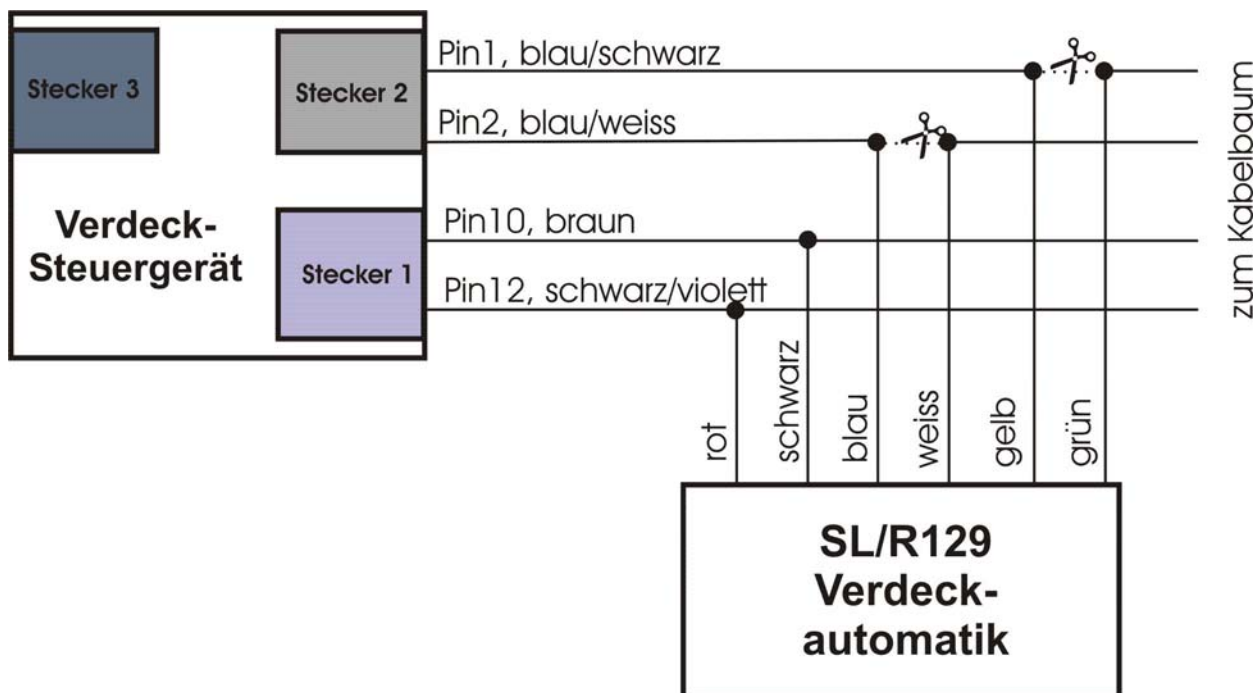 Stecker 3
Stecker 2
Verdeck-
Steuergerät
Stecker 1
Pin1, blau/schwarz
Pin2, blau/weiss
Pin10, braun
Pin12, schwarz/violett
zum Kabelbaum
rot
schwarz
blau
weiss
gelb
grün
SL/R129
Verdeck-
automatik